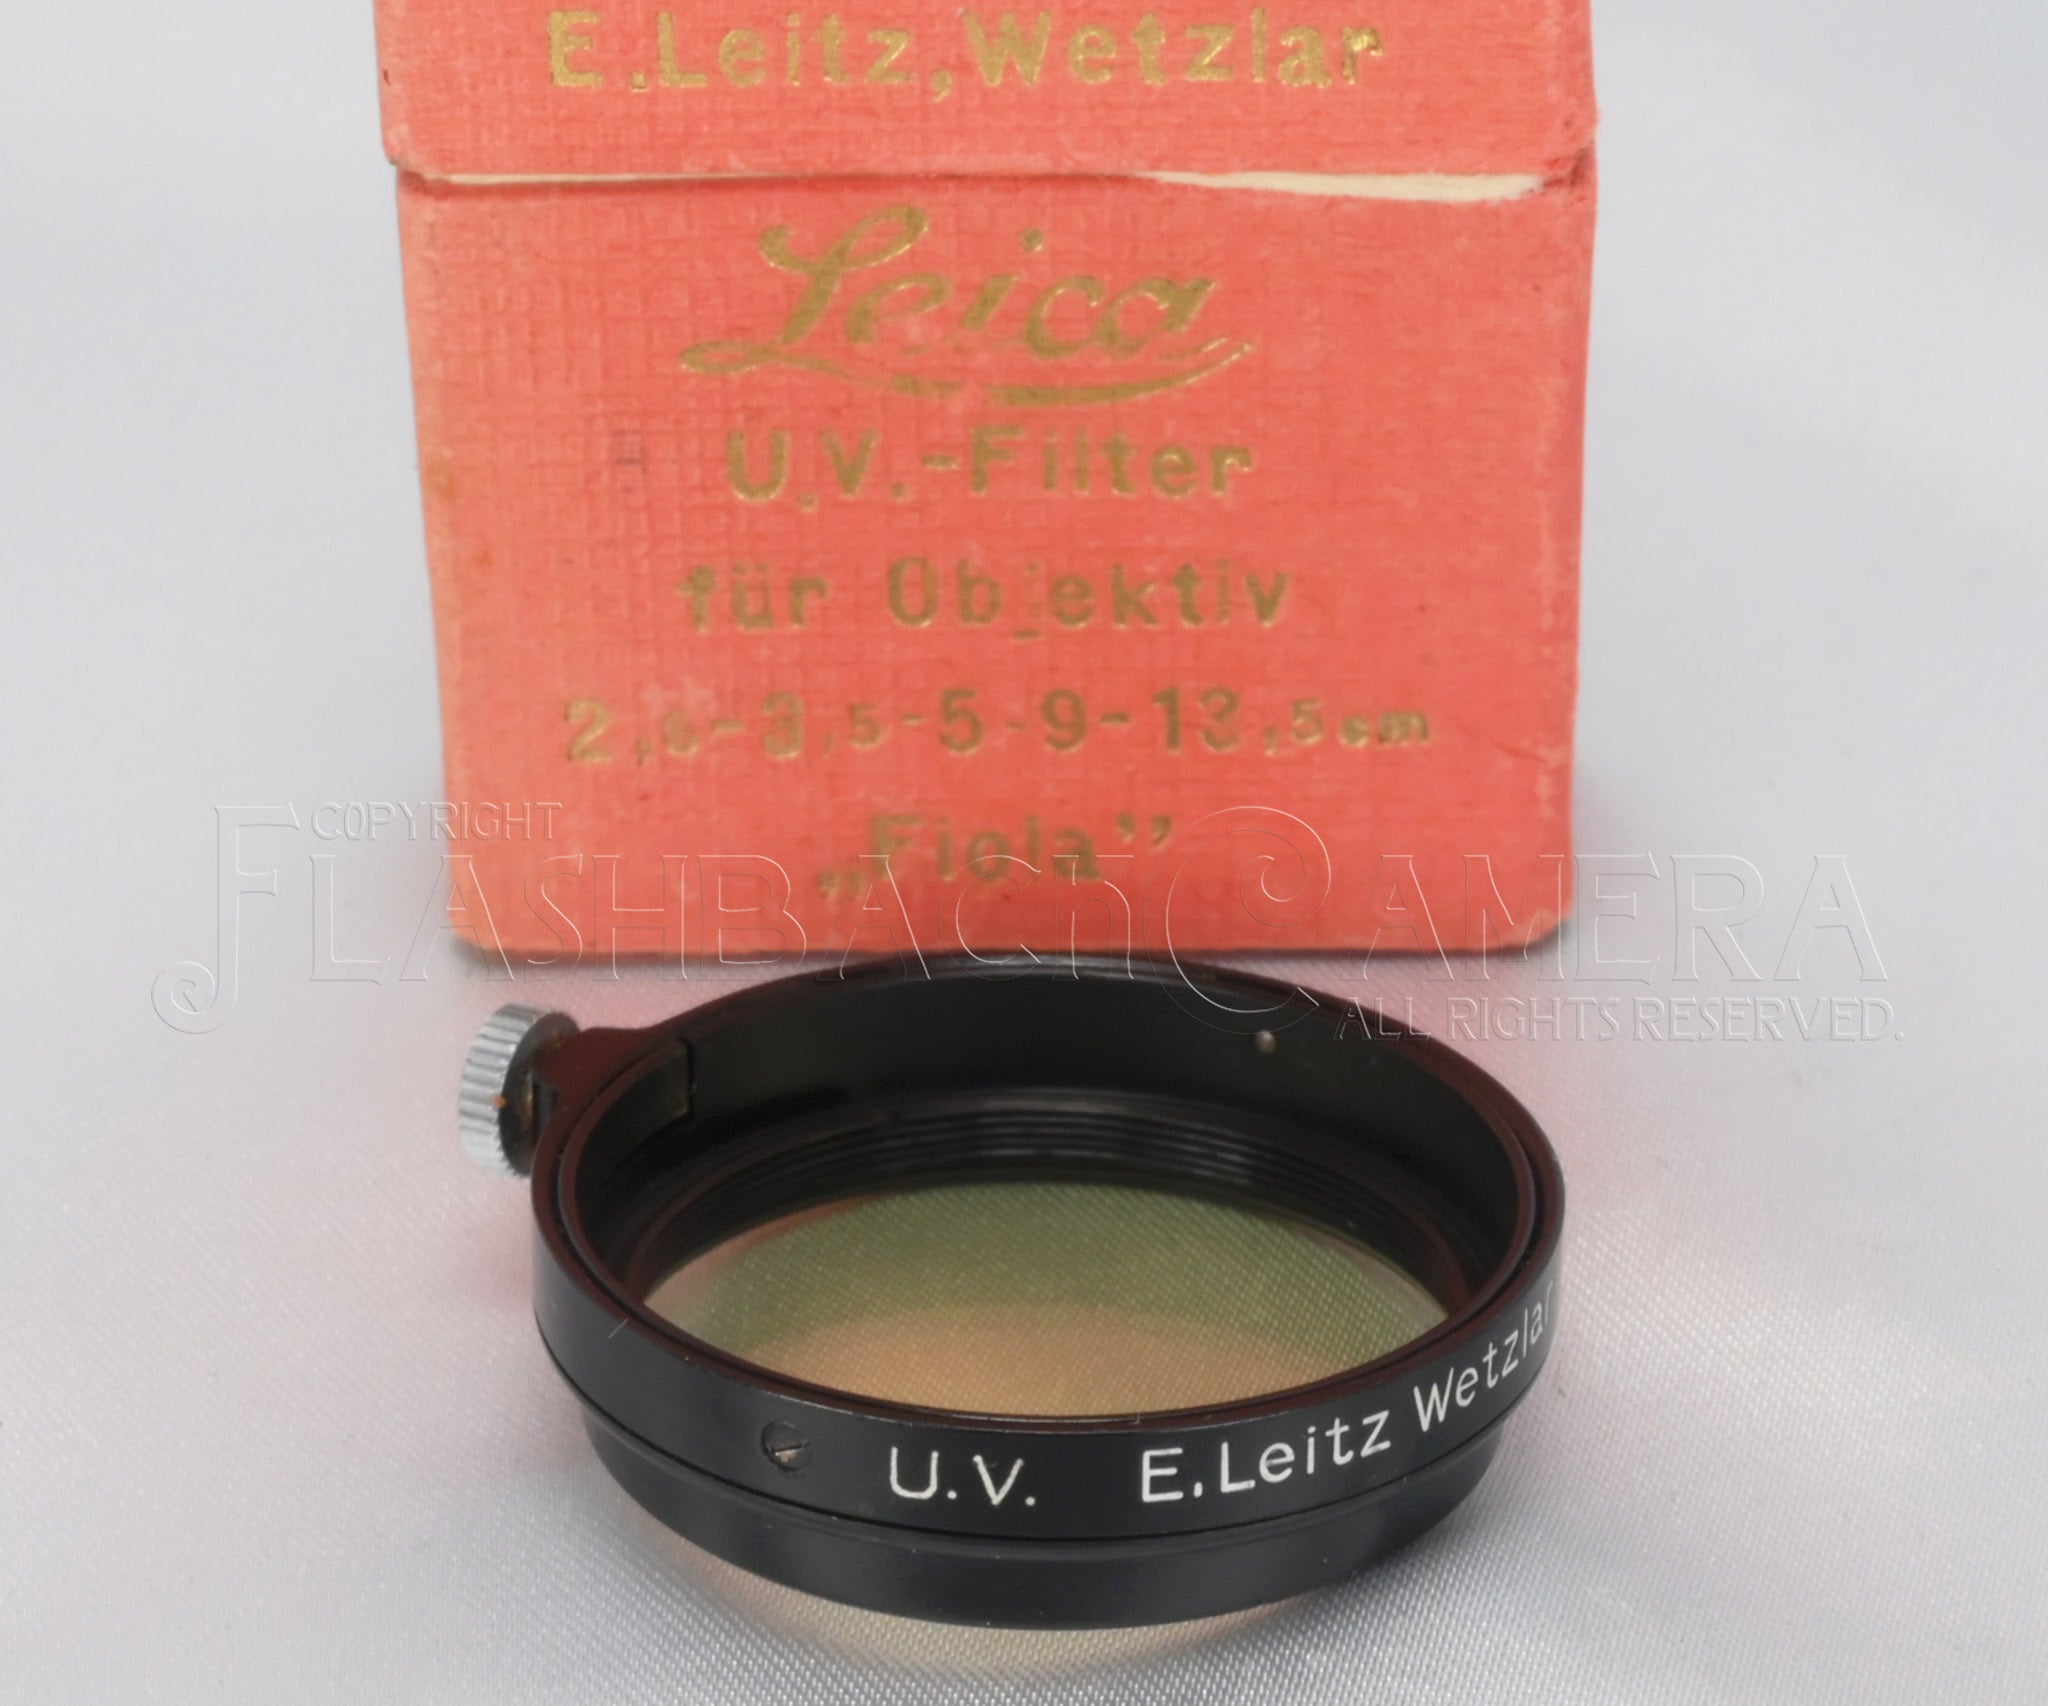 E.Leitz,Wetzlar
Leica
U.V.-Filter
für Objektiv
2,8-3,5-5-9-13,5cm
„Fiola”
COPYRIGHT
FLASHBACK CAMERA
ALL RIGHTS RESERVED.
U.V. E.Leitz Wetzlar